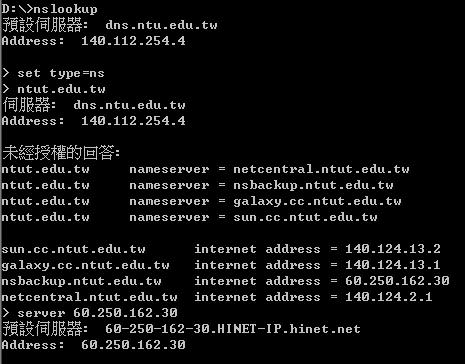 D:\>nslookup
預設伺服器:  dns.ntu.edu.tw
Address:  140.112.254.4

> set type=ns
> ntut.edu.tw
伺服器:  dns.ntu.edu.tw
Address:  140.112.254.4

未經授權的回答:
ntut.edu.tw     nameserver = netcentral.ntut.edu.tw
ntut.edu.tw     nameserver = nsbackup.ntut.edu.tw
ntut.edu.tw     nameserver = galaxy.cc.ntut.edu.tw
ntut.edu.tw     nameserver = sun.cc.ntut.edu.tw

sun.cc.ntut.edu.tw      internet address = 140.124.13.2
galaxy.cc.ntut.edu.tw   internet address = 140.124.13.1
nsbackup.ntut.edu.tw    internet address = 60.250.162.30
netcentral.ntut.edu.tw  internet address = 140.124.2.1
> server 60.250.162.30
預設伺服器:  60-250-162-30.HINET-IP.hinet.net
Address:  60.250.162.30